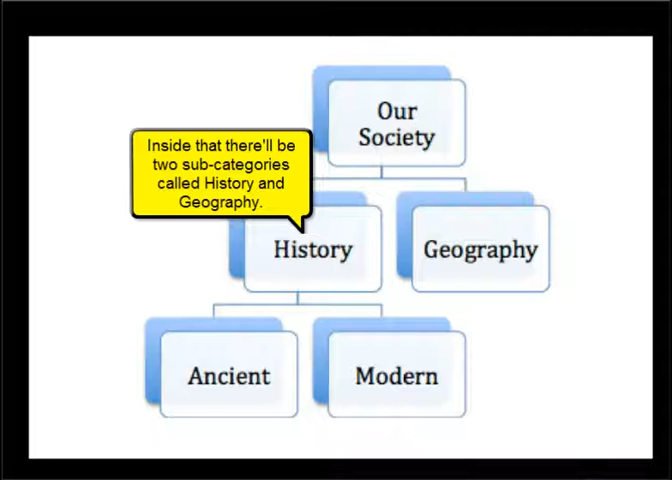 Our
Society
Inside that there'll be
two sub-categories
called History and
Geography.
History
Geography
Ancient
Modern